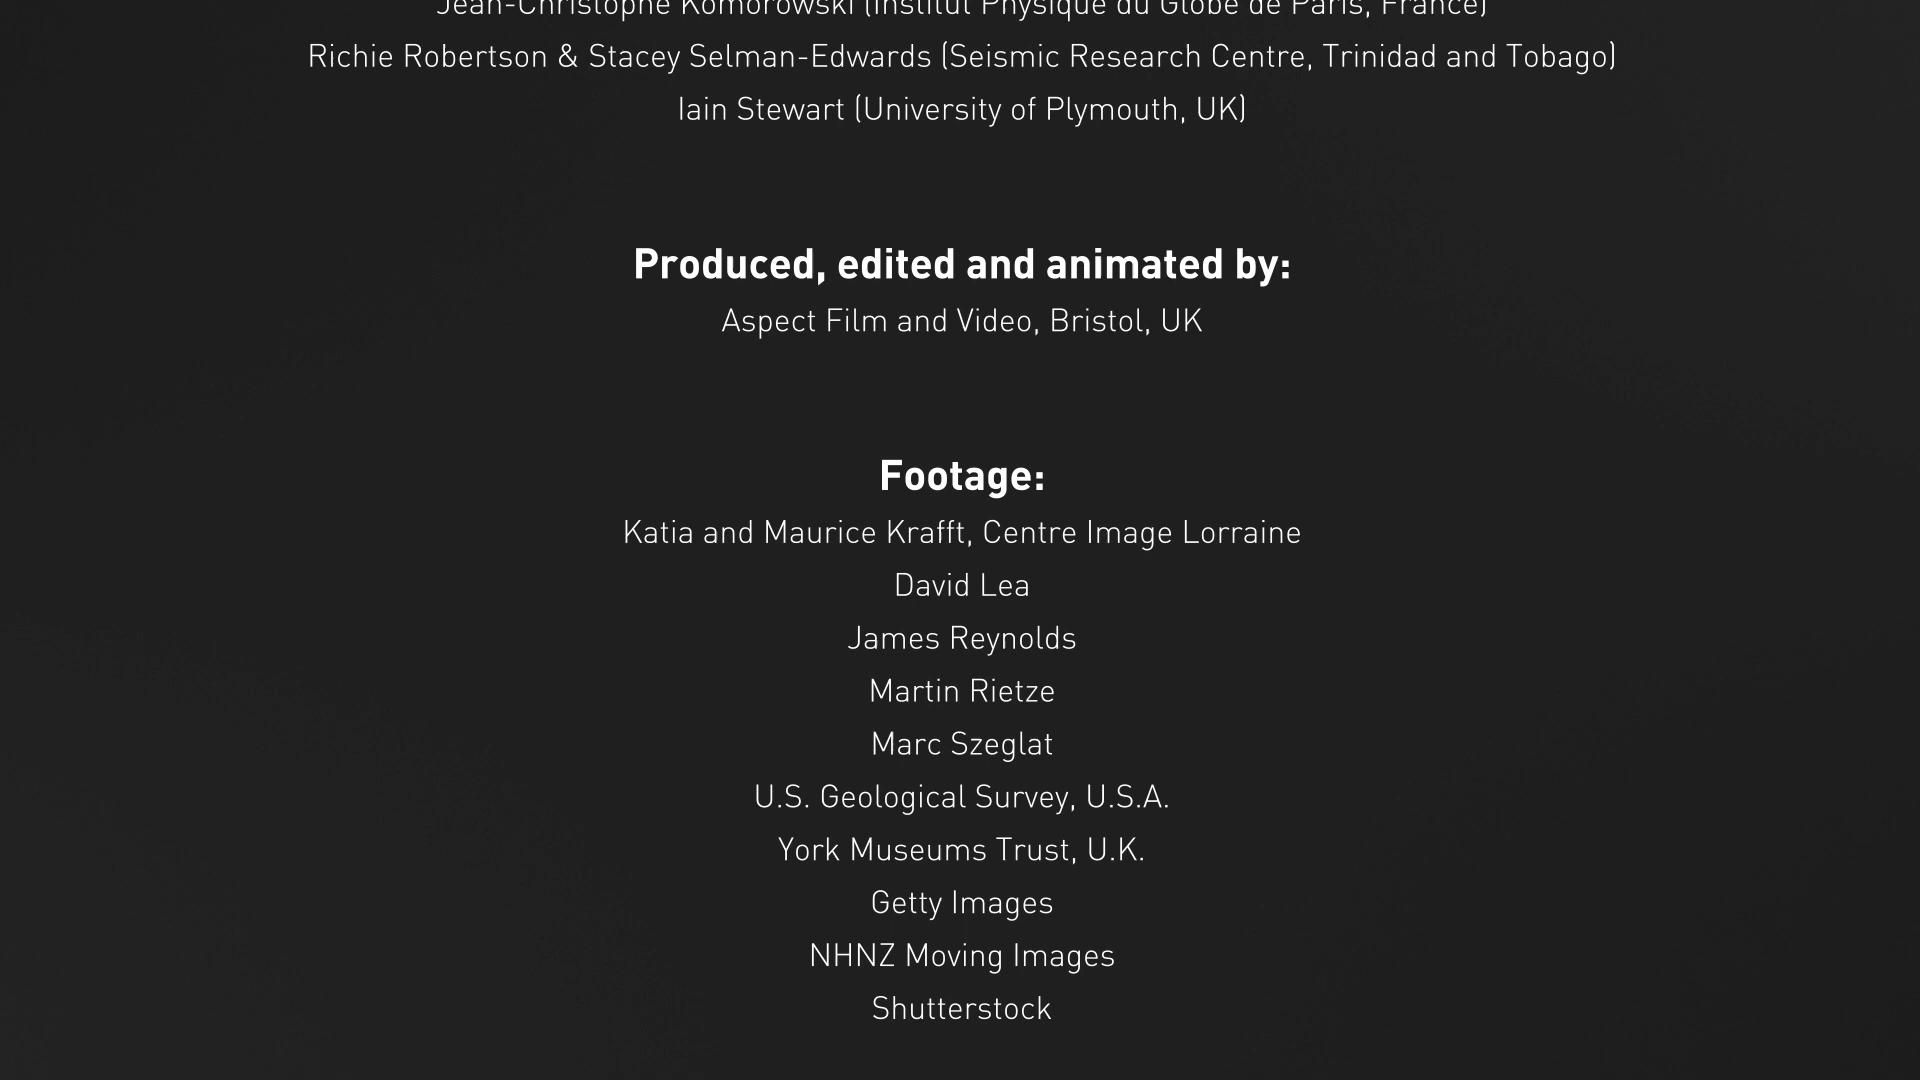 Jean-Christophe Komorowski (Institut Physique du Globe de Paris, France)
Richie Robertson & Stacey Selman-Edwards (Seismic Research Centre, Trinidad and Tobago)
Iain Stewart (University of Plymouth, UK)
Produced, edited and animated by:
Aspect Film and Video, Bristol, UK
Footage:
Katia and Maurice Krafft, Centre Image Lorraine
David Lea
James Reynolds
Martin Rietze
Marc Szeglat
U.S. Geological Survey, U.S.A.
York Museums Trust, U.K.
Getty Images
NHNZ Moving Images
Shutterstock